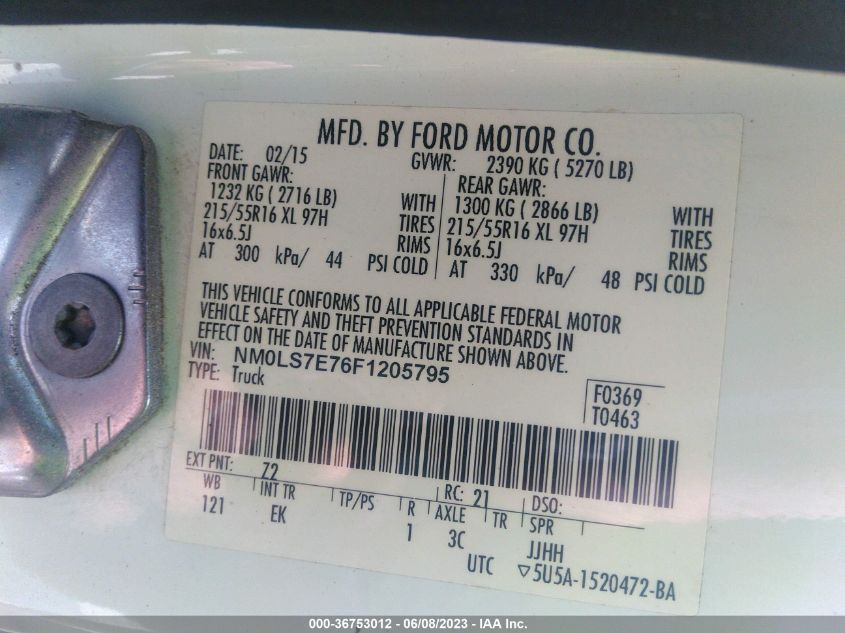 MFD. BY FORD MOTOR CO.
DATE: 02/15 GVWR: 2390 KG ( 5270 LB)
FRONT GAWR: REAR GAWR:
1232 KG ( 2716 LB) WITH 1300 KG ( 2866 LB) WITH
215/55R16 XL 97H TIRES 215/55R16 XL 97H TIRES
16x6.5J RIMS 16x6.5J RIMS
AT 300 kPa/ 44 PSI COLD AT 330 kPa/ 48 PSI COLD
THIS VEHICLE CONFORMS TO ALL APPLICABLE FEDERAL MOTOR
VEHICLE SAFETY AND THEFT PREVENTION STANDARDS IN
EFFECT ON THE DATE OF MANUFACTURE SHOWN ABOVE.
VIN: NM0LS7E76F1205795
TYPE: Truck
F0369
T0463
EXT PNT: Z2 RC: 21 DSO:
WB INT TR TP/PS R AXLE TR SPR
121 EK 1 3C JJHH
UTC ▽5U5A-1520472-BA
000-36753012 - 06/08/2023 - IAA Inc.